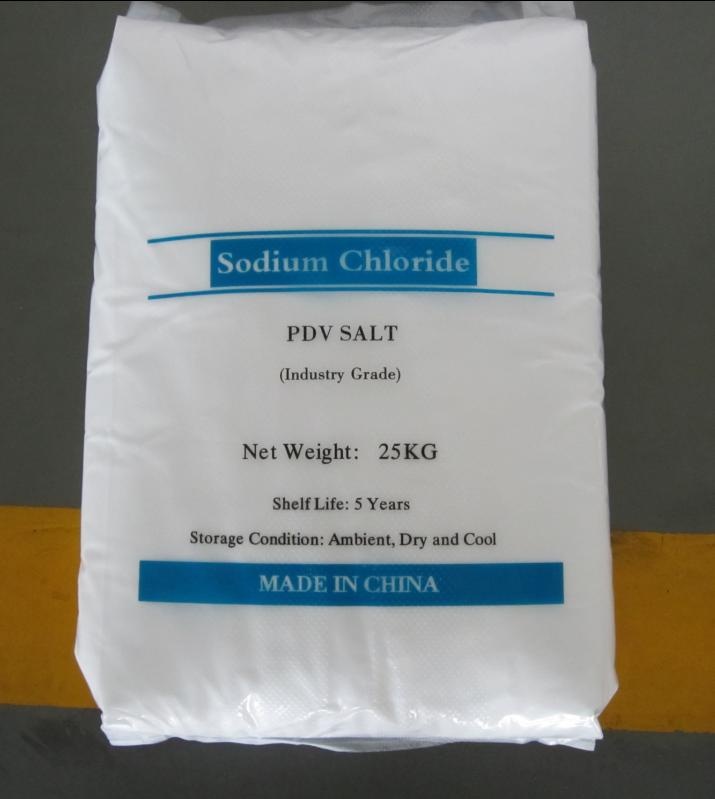 Sodium Chloride
PDV SALT
(Industry Grade)
Net Weight: 25KG
Shelf Life: 5 Years
Storage Condition: Ambient, Dry and Cool
MADE IN CHINA